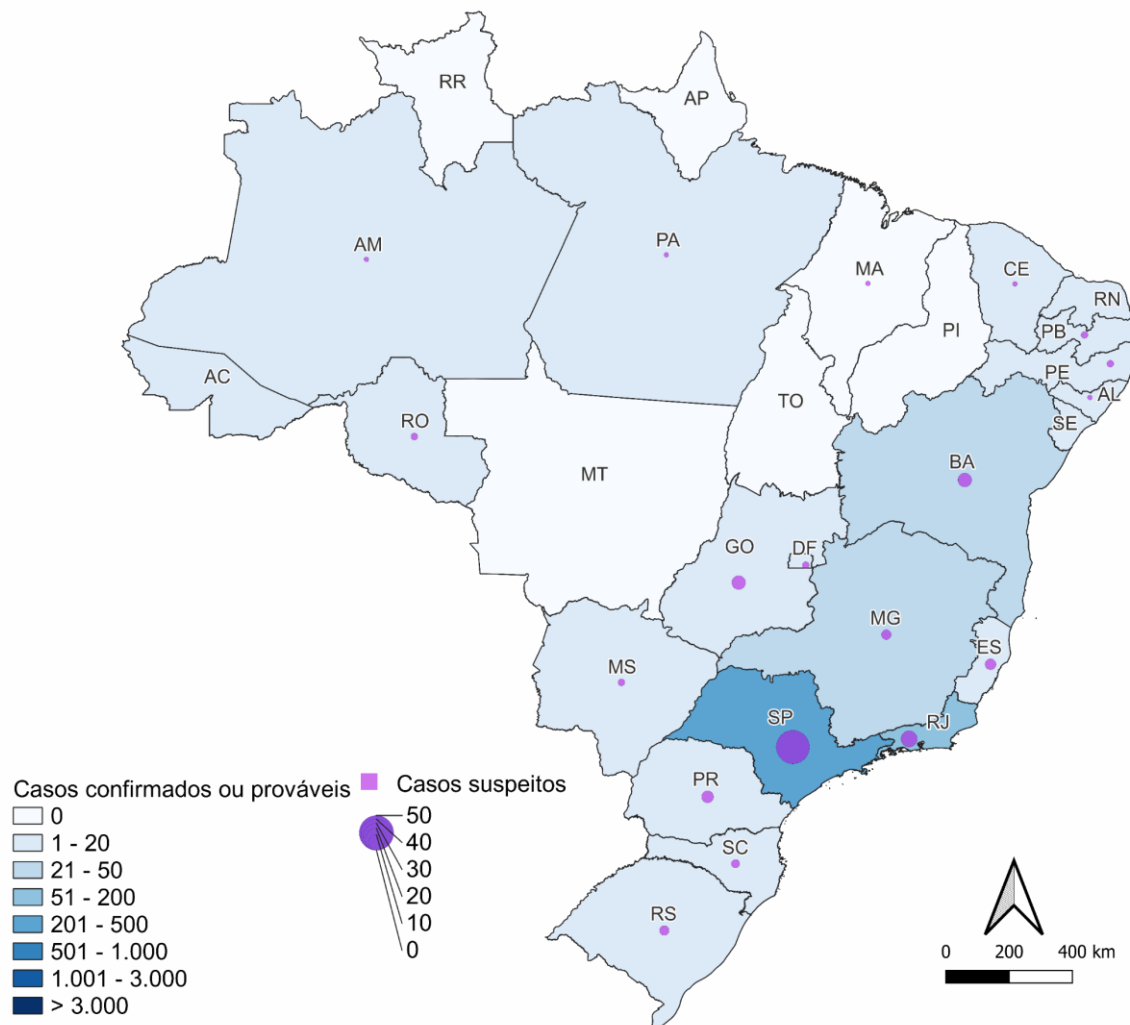 RR
AP
AM
PA
MA
CE
RN
PI
PB
PE
AC
TO
AL
RO
SE
MT
BA
GO
DF
MG
ES
MS
SP
RJ
PR
SC
RS
Casos confirmados ou prováveis
0
1 - 20
21 - 50
51 - 200
201 - 500
501 - 1.000
1.001 - 3.000
> 3.000
Casos suspeitos
50
40
30
20
10
0
0 200 400 km